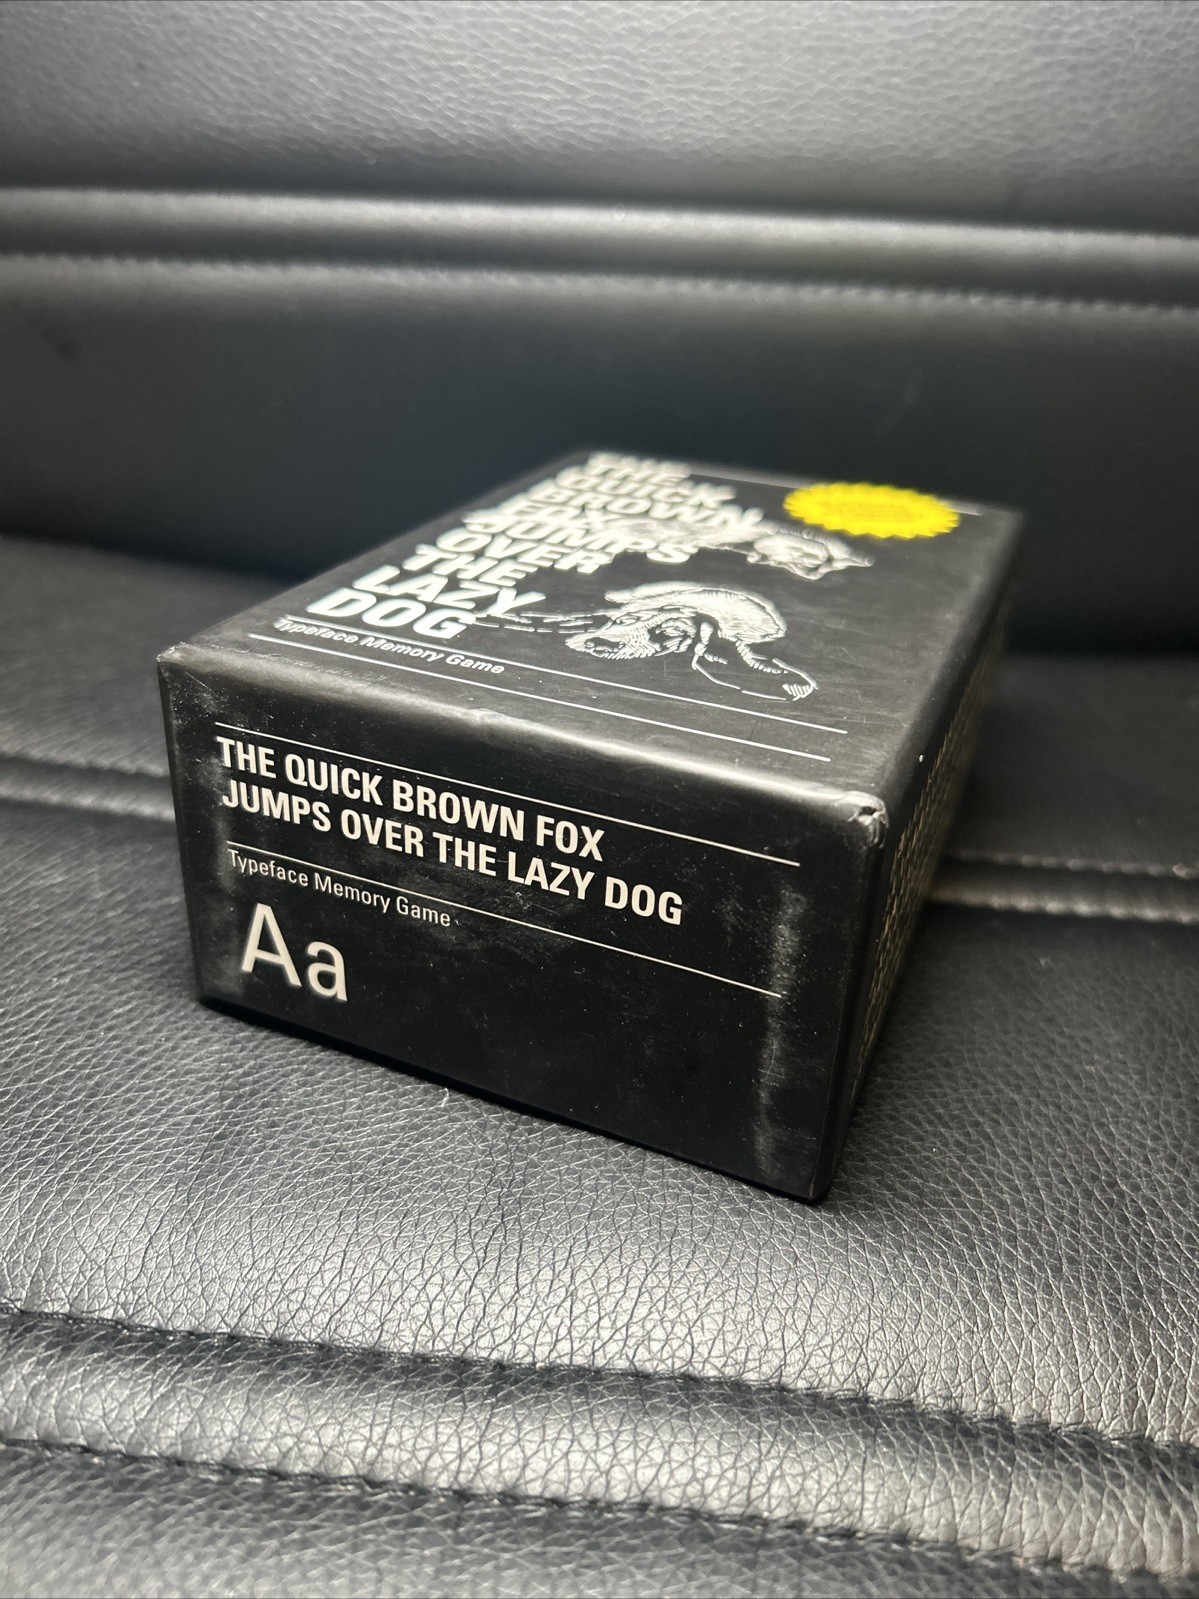 THE
QUICK
BROWN
FOX
JUMPS
OVER
THE
LAZY
DOG
Typeface Memory Game
THE QUICK BROWN FOX
JUMPS OVER THE LAZY DOG
Typeface Memory Game
Aa